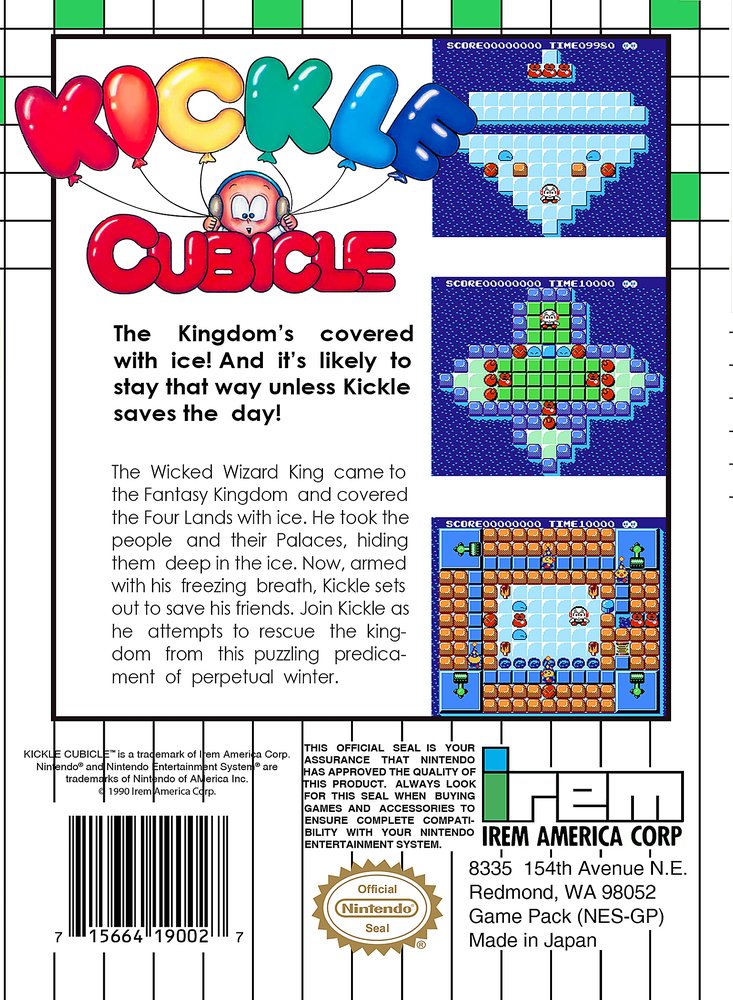 KICKLE
CUBICLE
SCORE00000000 TIME09980
The Kingdom's covered
with ice! And it's likely to
stay that way unless Kickle
saves the day!
SCORE00000000 TIME10000
The Wicked Wizard King came to
the Fantasy Kingdom and covered
the Four Lands with ice. He took the
people and their Palaces, hiding
them deep in the ice. Now, armed
with his freezing breath, Kickle sets
out to save his friends. Join Kickle as
he attempts to rescue the king-
dom from this puzzling predica-
ment of perpetual winter.
SCORE00000000 TIME10000
KICKLE CUBICLE™ is a trademark of Irem America Corp.
Nintendo® and Nintendo Entertainment System® are
trademarks of Nintendo of AMerica Inc.
© 1990 Irem America Corp.
7 15664 19002 7
THIS OFFICIAL SEAL IS YOUR
ASSURANCE THAT NINTENDO
HAS APPROVED THE QUALITY OF
THIS PRODUCT. ALWAYS LOOK
FOR THIS SEAL WHEN BUYING
GAMES AND ACCESSORIES TO
ENSURE COMPLETE COMPATI-
BILITY WITH YOUR NINTENDO
ENTERTAINMENT SYSTEM.
Official
Nintendo
Seal
®
irem
IREM AMERICA CORP
8335 154th Avenue N.E.
Redmond, WA 98052
Game Pack (NES-GP)
Made in Japan